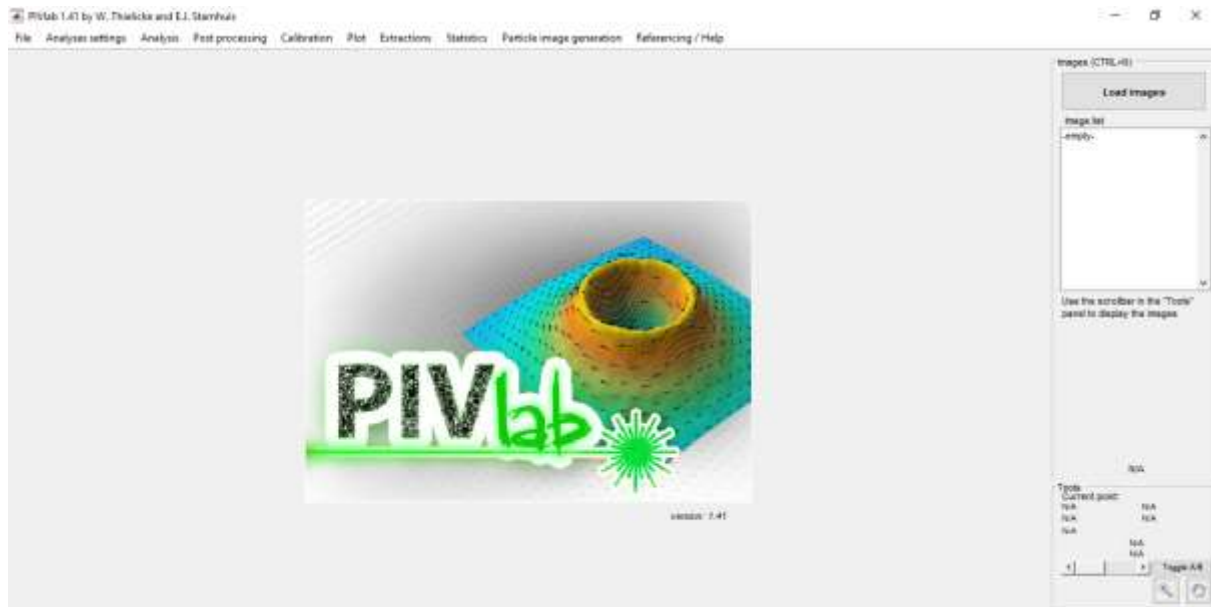 PIVlab 1.41 by W. Thielicke and E.J. Stamhuis
File Analyses settings Analysis Post processing Calibration Plot Extractions Statistics Particle image generation Referencing / Help
Images (CTRL+N)
Load images
Image list
-empty-
Use the scrollbar in the "Tools"
panel to display the images
PIVlab
version: 1.41
N/A
Tools
Current point:
N/A N/A
N/A N/A
N/A
N/A
N/A
Toggle A/B